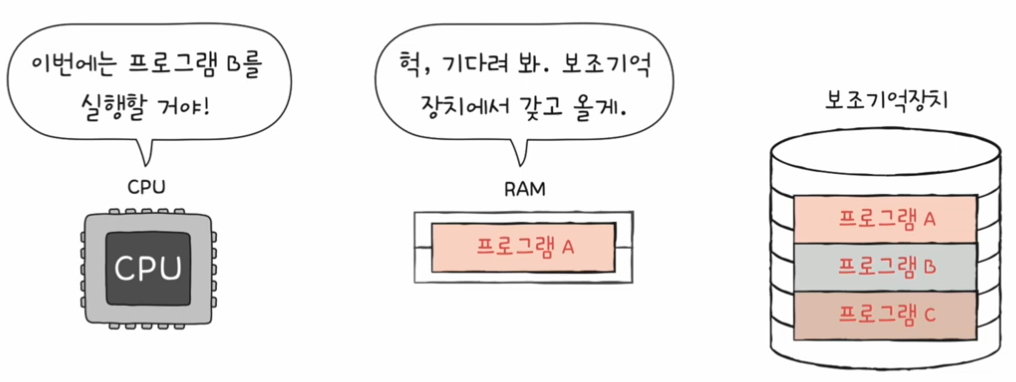 이번에는 프로그램 B를
실행할 거야!
CPU
CPU
헉, 기다려 봐. 보조기억
장치에서 갖고 올게.
RAM
프로그램 A
보조기억장치
프로그램 A
프로그램 B
프로그램 C